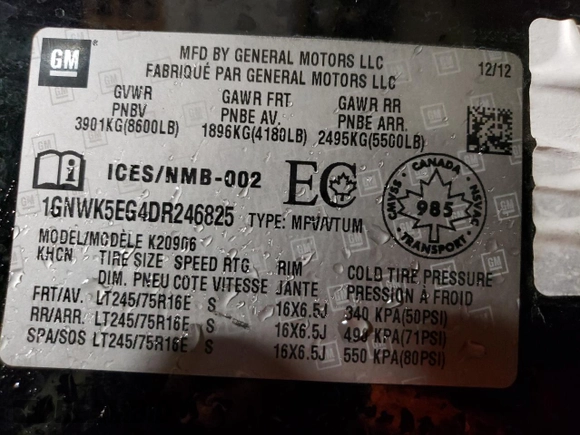 GM
MFD BY GENERAL MOTORS LLC
FABRIQUÉ PAR GENERAL MOTORS LLC
12/12
GVWR GAWR FRT GAWR RR
PNBV PNBE AV. PNBE ARR.
3901KG(8600LB) 1896KG(4180LB) 2495KG(5500LB)
ICES/NMB-002 EC
CANADA
CMVSS NSVAC
985
TRANSPORT
1GNWK5EG4DR246825 TYPE: MPV/VTUM
MODEL/MODÈLE K20906
KHCN TIRE SIZE SPEED RTG RIM COLD TIRE PRESSURE
DIM. PNEU COTE VITESSE JANTE PRESSION À FROID
FRT/AV. LT245/75R16E S 16X6.5J 340 KPA(50PSI)
RR/ARR. LT245/75R16E S 16X6.5J 490 KPA(71PSI)
SPA/SOS LT245/75R16E S 16X6.5J 550 KPA(80PSI)